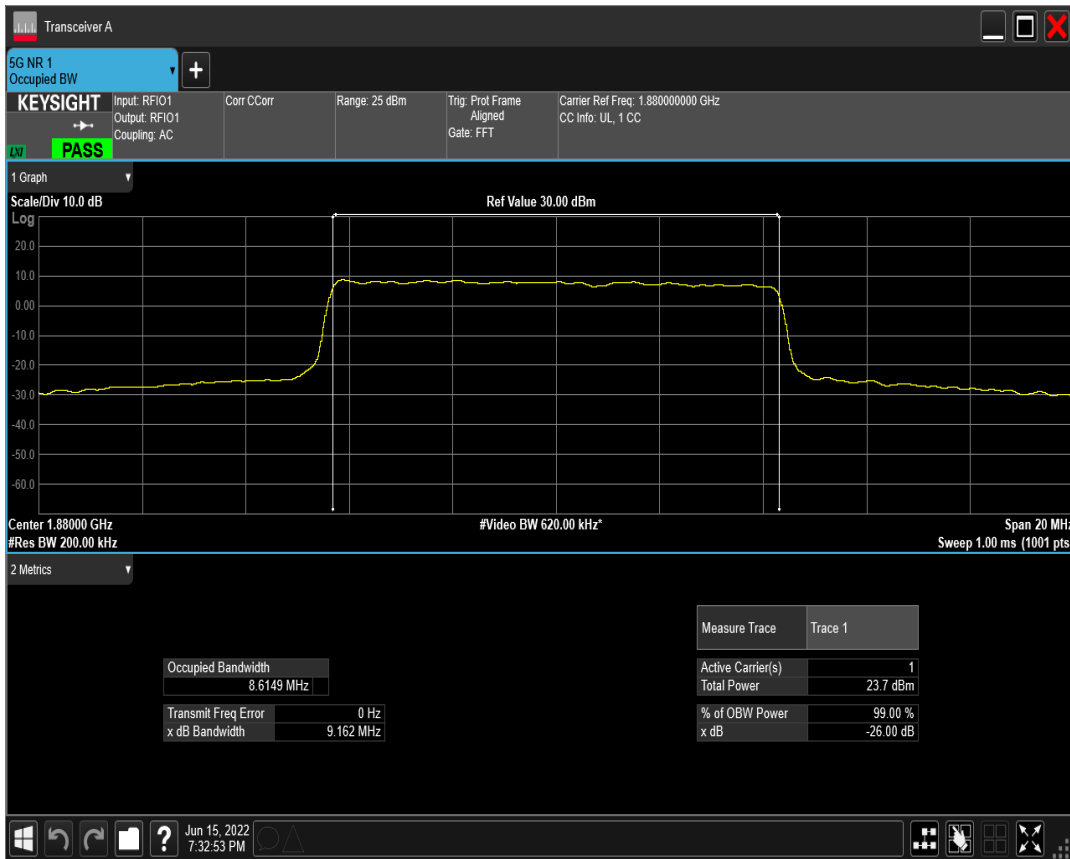 Transceiver A
5G NR 1
Occupied BW
KEYSIGHT
LXI
PASS
Input: RFIO1
Output: RFIO1
Coupling: AC
Corr CCorr
Range: 25 dBm
Trig: Prot Frame
Aligned
Gate: FFT
Carrier Ref Freq: 1.880000000 GHz
CC Info: UL, 1 CC
1 Graph
Scale/Div 10.0 dB
Ref Value 30.00 dBm
Log
20.0
10.0
0.00
-10.0
-20.0
-30.0
-40.0
-50.0
-60.0
Center 1.88000 GHz
#Video BW 620.00 kHz*
Span 20 MHz
#Res BW 200.00 kHz
Sweep 1.00 ms (1001 pts
2 Metrics
Measure Trace Trace 1
Occupied Bandwidth
8.6149 MHz
Active Carrier(s) 1
Total Power 23.7 dBm
Transmit Freq Error 0 Hz
x dB Bandwidth 9.162 MHz
% of OBW Power 99.00 %
x dB -26.00 dB
?
Jun 15, 2022
7:32:53 PM